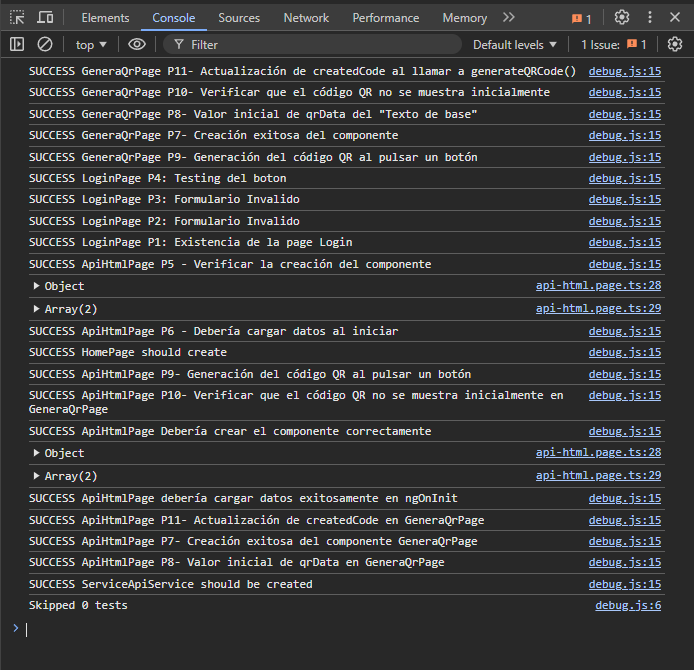 Elements Console Sources Network Performance Memory 1
top Filter Default levels 1 Issue: 1
SUCCESS GeneraQrPage P11- Actualización de createdCode al llamar a generateQRCode() debug.js:15
SUCCESS GeneraQrPage P10- Verificar que el código QR no se muestra inicialmente debug.js:15
SUCCESS GeneraQrPage P8- Valor inicial de qrData del "Texto de base" debug.js:15
SUCCESS GeneraQrPage P7- Creación exitosa del componente debug.js:15
SUCCESS GeneraQrPage P9- Generación del código QR al pulsar un botón debug.js:15
SUCCESS LoginPage P4: Testing del boton debug.js:15
SUCCESS LoginPage P3: Formulario Invalido debug.js:15
SUCCESS LoginPage P2: Formulario Invalido debug.js:15
SUCCESS LoginPage P1: Existencia de la page Login debug.js:15
SUCCESS ApiHtmlPage P5 - Verificar la creación del componente debug.js:15
Object api-html.page.ts:28
Array(2) api-html.page.ts:29
SUCCESS ApiHtmlPage P6 - Debería cargar datos al iniciar debug.js:15
SUCCESS HomePage should create debug.js:15
SUCCESS ApiHtmlPage P9- Generación del código QR al pulsar un botón debug.js:15
SUCCESS ApiHtmlPage P10- Verificar que el código QR no se muestra inicialmente en debug.js:15
GeneraQrPage
SUCCESS ApiHtmlPage Debería crear el componente correctamente debug.js:15
Object api-html.page.ts:28
Array(2) api-html.page.ts:29
SUCCESS ApiHtmlPage debería cargar datos exitosamente en ngOnInit debug.js:15
SUCCESS ApiHtmlPage P11- Actualización de createdCode en GeneraQrPage debug.js:15
SUCCESS ApiHtmlPage P7- Creación exitosa del componente GeneraQrPage debug.js:15
SUCCESS ApiHtmlPage P8- Valor inicial de qrData en GeneraQrPage debug.js:15
SUCCESS ServiceApiService should be created debug.js:15
Skipped 0 tests debug.js:6